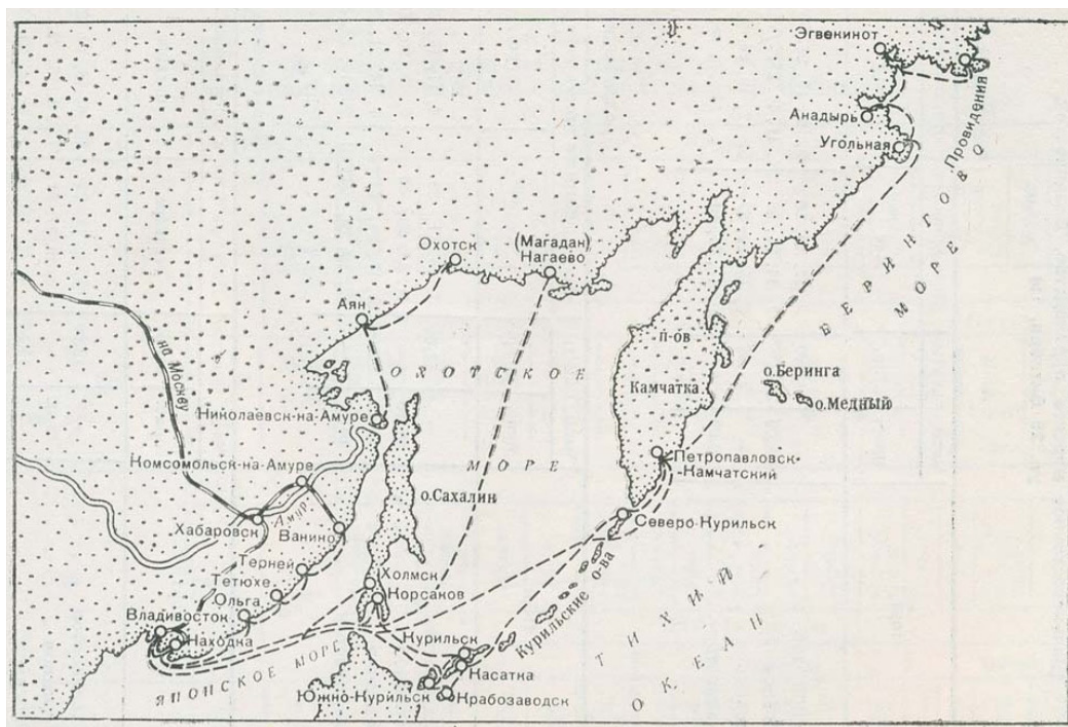 Эгвекинот
Анадырь
Угольная
Провидения
БЕРИНГОВО
МОРЕ
Охотск
(Магадан)
Нагаево
Аян
п-ов
Камчатка
о.Беринга
о.Медный
на Москву
ОХОТСКОЕ
МОРЕ
Николаевск-на-Амуре
Комсомольск-на-Амуре
о.Сахалин
Петропавловск-
-Камчатский
Хабаровск
Амур
Ванино
Северо-Курильск
Терней
Тетюхе
Ольга
Холмск
Корсаков
Владивосток
Находка
Курильские о-ва
ТИХИЙ
ОКЕАН
Курильск
Касатка
ЯПОНСКОЕ МОРЕ
Южно-Курильск
Крабозаводск